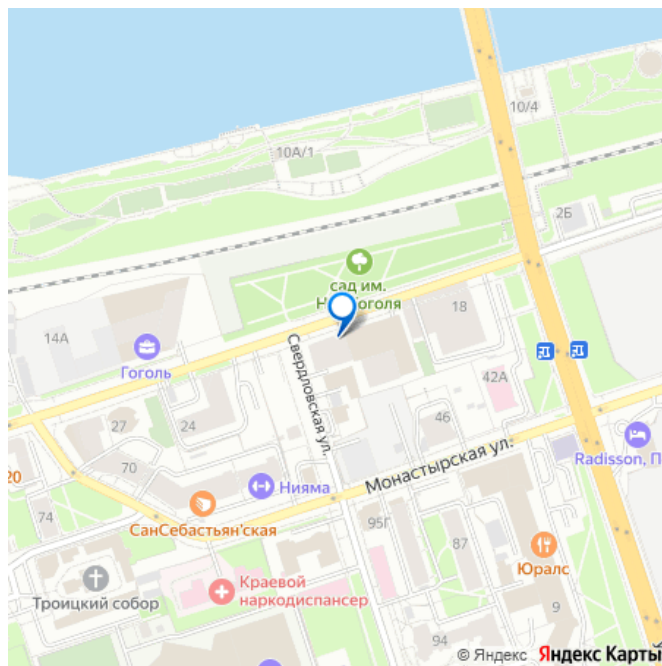 10/4
10А/1
2Б
сад им.
Н. Гоголя
18
14А
Гоголь
Свердловская ул.
42А
27
24
46
Radisson, П
20
70
Нияма
Монастырская ул.
74
СанСебастьян'ская
95Г
87
Юралс
Троицкий собор
Краевой
наркодиспансер
9
94
© Яндекс Яндекс Карты